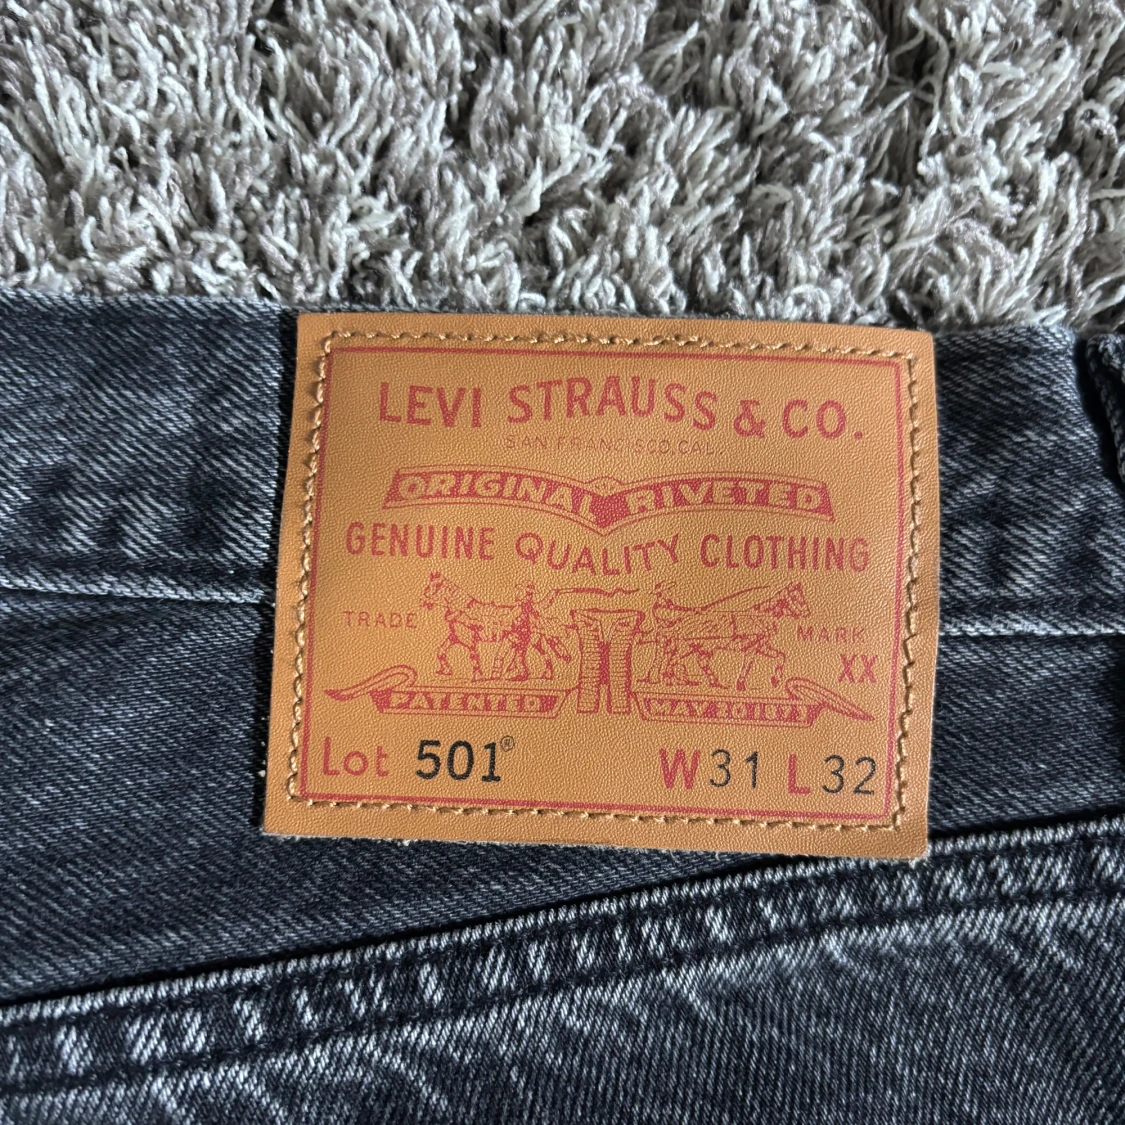 LEVI STRAUSS & CO.
SAN FRANCISCO, CAL.
ORIGINAL RIVETED
GENUINE QUALITY CLOTHING
TRADE MARK
XX
PATENTED MAY 20 1873
Lot 501® W31 L32